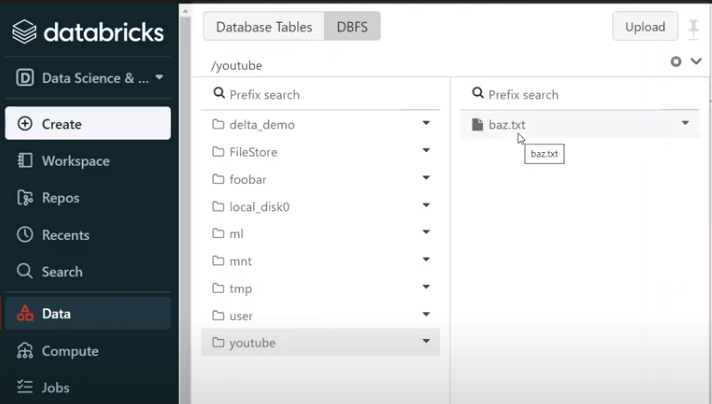 databricks
Data Science & ...
Create
Workspace
Repos
Recents
Search
Data
Compute
Jobs
Database Tables
DBFS
Upload
/youtube
Prefix search
delta_demo
FileStore
foobar
local_disk0
ml
mnt
tmp
user
youtube
Prefix search
baz.txt
baz.txt